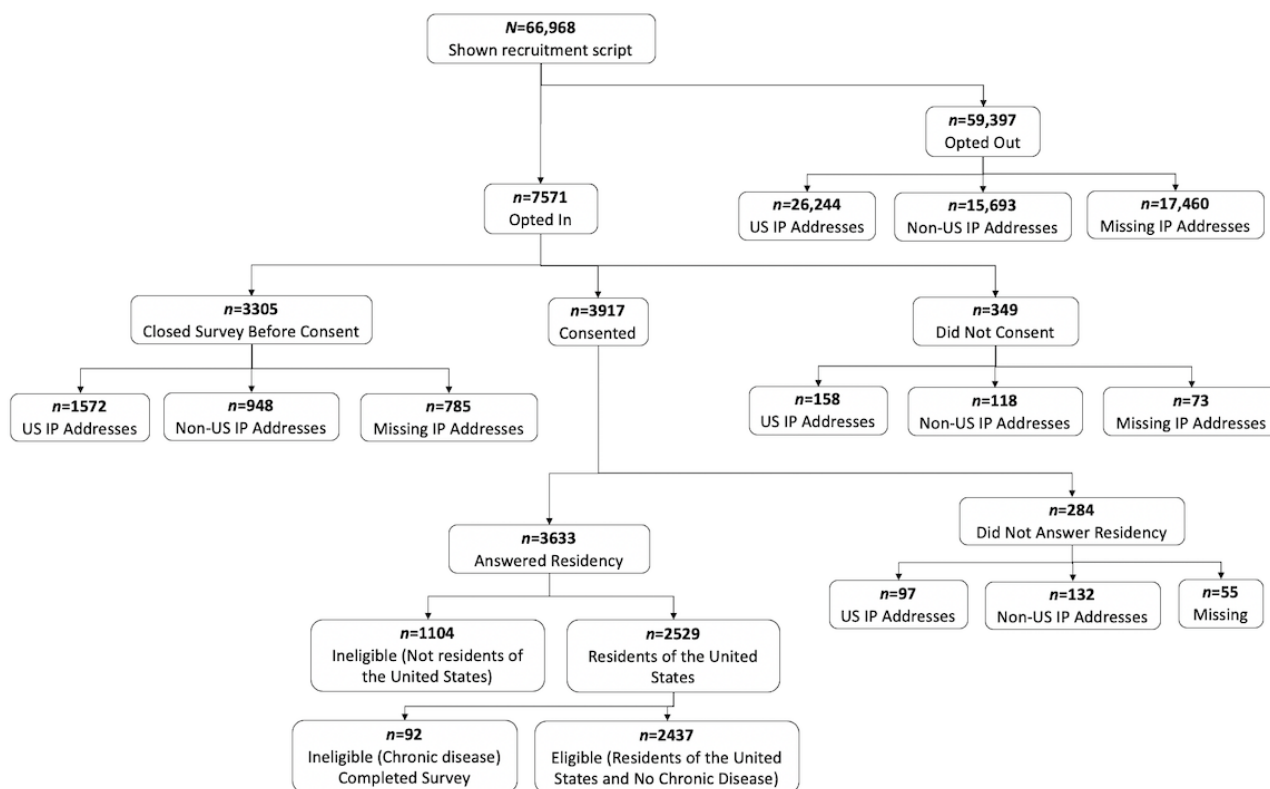 N=66,968
Shown recruitment script
n=59,397
Opted Out
n=7571
Opted In
n=26,244
US IP Addresses
n=15,693
Non-US IP Addresses
n=17,460
Missing IP Addresses
n=3305
Closed Survey Before Consent
n=3917
Consented
n=349
Did Not Consent
n=1572
US IP Addresses
n=948
Non-US IP Addresses
n=785
Missing IP Addresses
n=158
US IP Addresses
n=118
Non-US IP Addresses
n=73
Missing IP Addresses
n=3633
Answered Residency
n=284
Did Not Answer Residency
n=97
US IP Addresses
n=132
Non-US IP Addresses
n=55
Missing
n=1104
Ineligible (Not residents of
the United States)
n=2529
Residents of the United
States
n=92
Ineligible (Chronic disease)
Completed Survey
n=2437
Eligible (Residents of the United
States and No Chronic Disease)